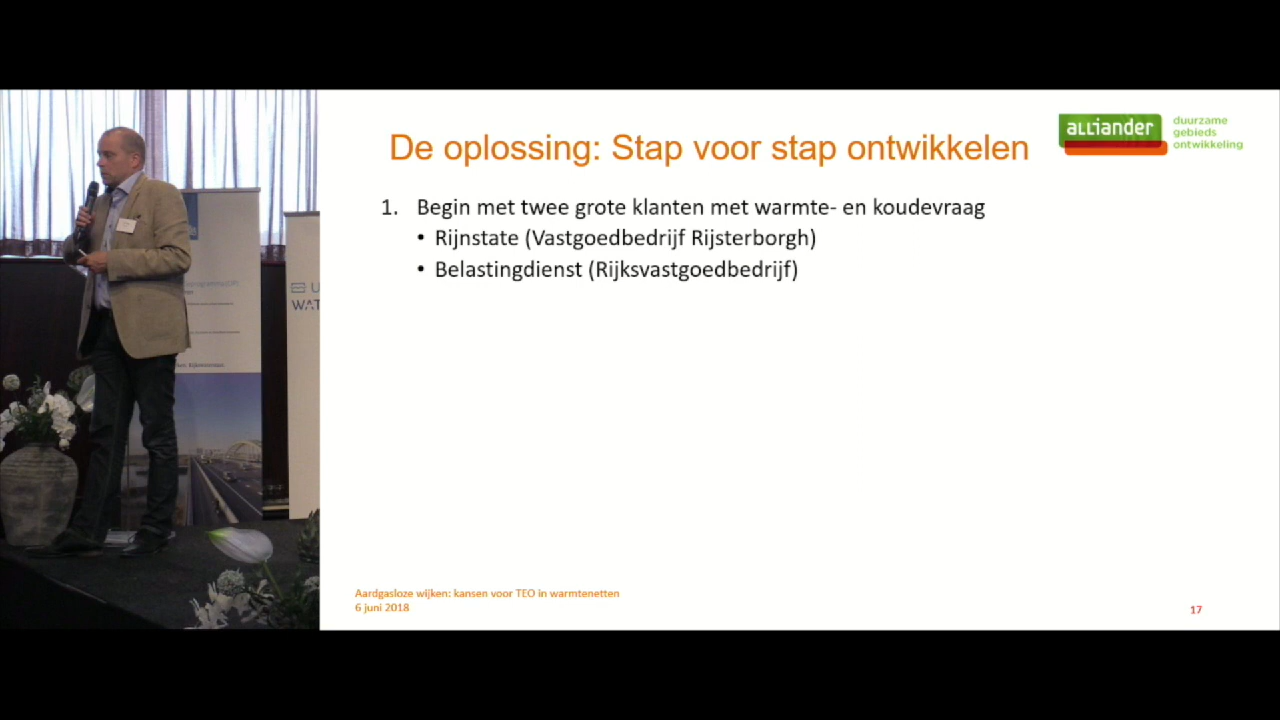 De oplossing: Stap voor stap ontwikkelen
alliander
duurzame
gebieds
ontwikkeling
1. Begin met twee grote klanten met warmte- en koudevraag
• Rijnstate (Vastgoedbedrijf Rijsterborgh)
• Belastingdienst (Rijksvastgoedbedrijf)
WAT
Aardgasloze wijken: kansen voor TEO in warmtenetten
6 juni 2018
17